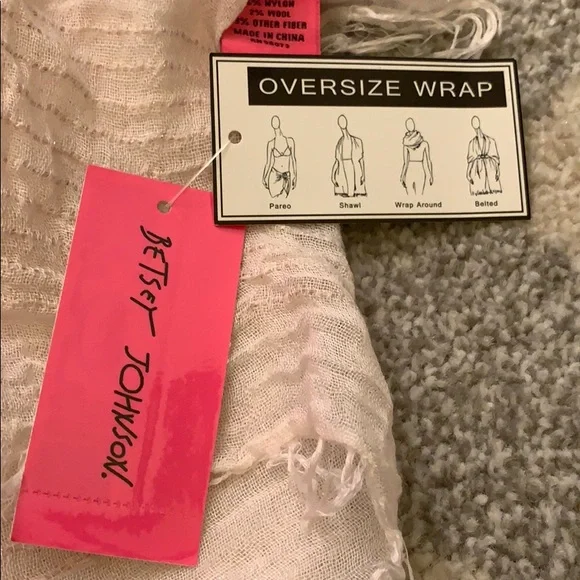 % NYLON
% WOOL
% OTHER FIBER
MADE IN CHINA
OVERSIZE WRAP
Pareo Shawl Wrap Around Belted
BETSEY JOHNSON.